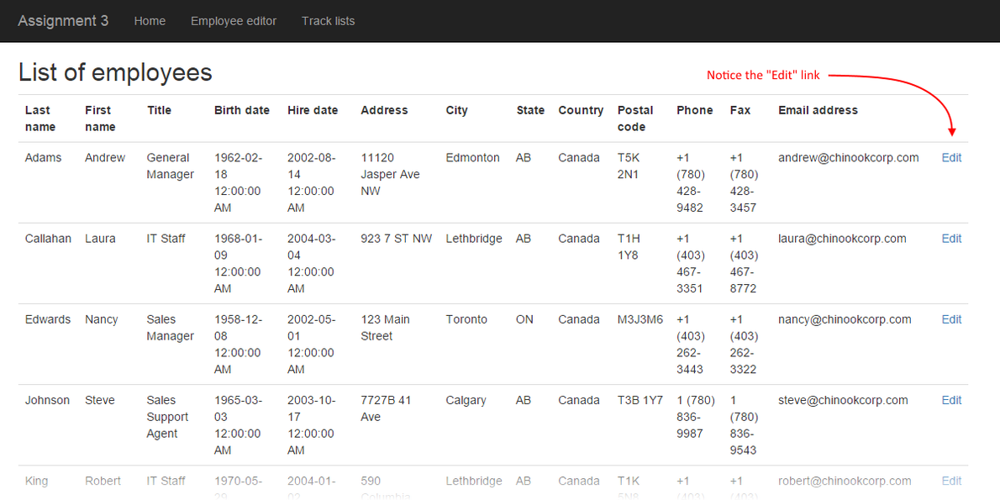 Assignment 3 Home Employee editor Track lists
List of employees
Notice the "Edit" link
Last name First name Title Birth date Hire date Address City State Country Postal code Phone Fax Email address
Adams Andrew General Manager 1962-02-18 12:00:00 AM 2002-08-14 12:00:00 AM 11120 Jasper Ave NW Edmonton AB Canada T5K 2N1 +1 (780) 428-9482 +1 (780) 428-3457 andrew@chinookcorp.com Edit
Callahan Laura IT Staff 1968-01-09 12:00:00 AM 2004-03-04 12:00:00 AM 923 7 ST NW Lethbridge AB Canada T1H 1Y8 +1 (403) 467-3351 +1 (403) 467-8772 laura@chinookcorp.com Edit
Edwards Nancy Sales Manager 1958-12-08 12:00:00 AM 2002-05-01 12:00:00 AM 123 Main Street Toronto ON Canada M3J3M6 +1 (403) 262-3443 +1 (403) 262-3322 nancy@chinookcorp.com Edit
Johnson Steve Sales Support Agent 1965-03-03 12:00:00 AM 2003-10-17 12:00:00 AM 7727B 41 Ave Calgary AB Canada T3B 1Y7 1 (780) 836-9987 1 (780) 836-9543 steve@chinookcorp.com Edit
King Robert IT Staff 1970-05-29 2004-01-02 590 Columbia Lethbridge AB Canada T1K 5N8 +1 (403) +1 (403) robert@chinookcorp.com Edit